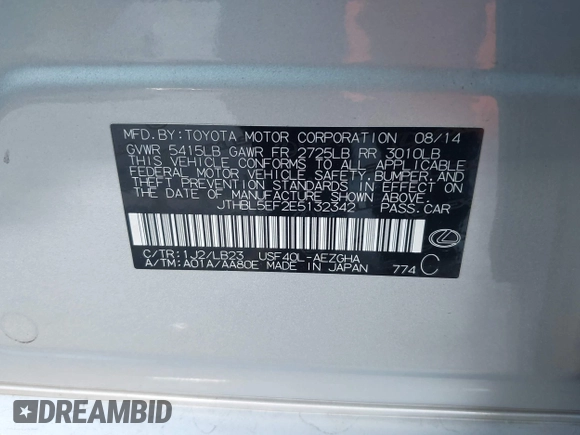 MFD. BY: TOYOTA MOTOR CORPORATION 08/14
GVWR 5415LB GAWR FR 2725LB RR 3010LB
THIS VEHICLE CONFORMS TO ALL APPLICABLE
FEDERAL MOTOR VEHICLE SAFETY, BUMPER, AND
THEFT PREVENTION STANDARDS IN EFFECT ON
THE DATE OF MANUFACTURE SHOWN ABOVE.
JTHBL5EF2E5132342 PASS. CAR
C/TR: 1J2/LB23 USF40L-AEZGHA
A/TM: A01A/AA80E MADE IN JAPAN 774 C
DREAMBID